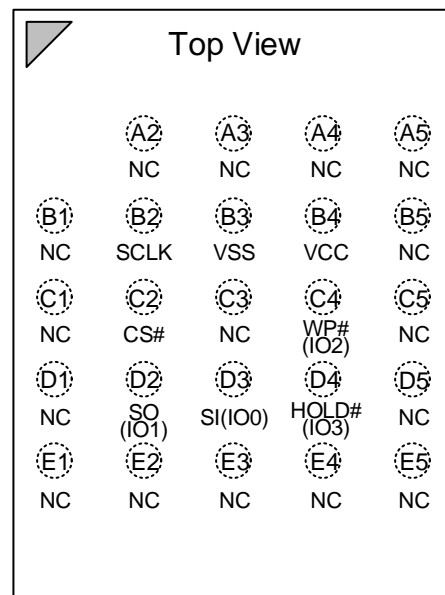 Top View
A2 A3 A4 A5
NC NC NC NC
B1 B2 B3 B4 B5
NC SCLK VSS VCC NC
C1 C2 C3 C4 C5
NC CS# NC WP# NC
(IO2)
D1 D2 D3 D4 D5
NC SO SI(IO0) HOLD# NC
(IO1) (IO3)
E1 E2 E3 E4 E5
NC NC NC NC NC